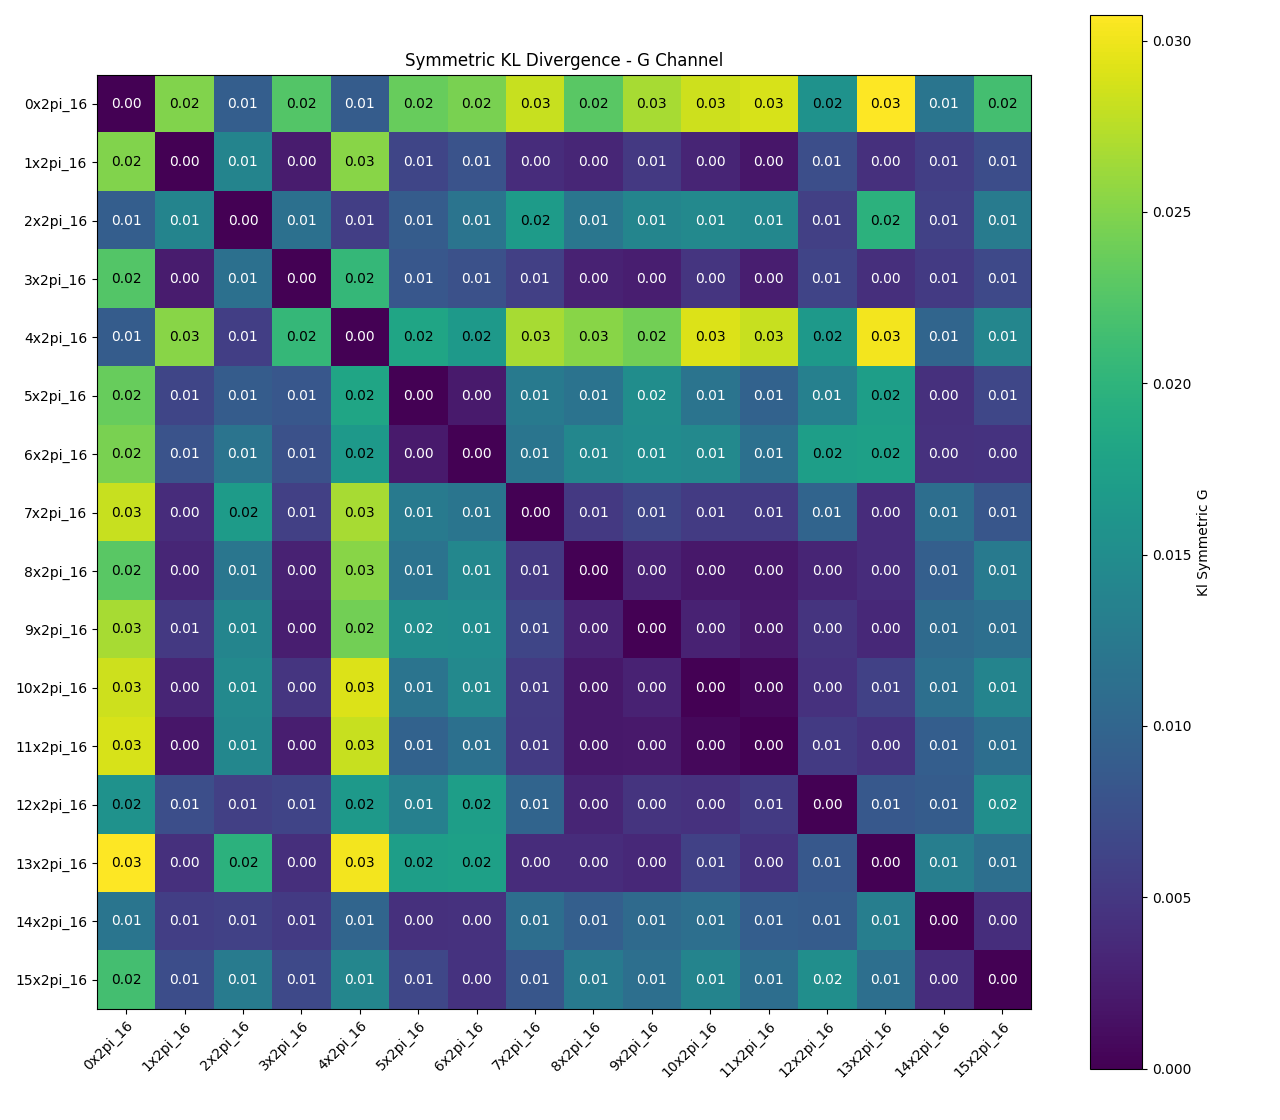 Symmetric KL Divergence - G Channel
0x2pi_16 0.00 0.02 0.01 0.02 0.01 0.02 0.02 0.03 0.02 0.03 0.03 0.03 0.02 0.03 0.01 0.02
1x2pi_16 0.02 0.00 0.01 0.00 0.03 0.01 0.01 0.00 0.00 0.01 0.00 0.00 0.01 0.00 0.01 0.01
2x2pi_16 0.01 0.01 0.00 0.01 0.01 0.01 0.01 0.02 0.01 0.01 0.01 0.01 0.01 0.02 0.01 0.01
3x2pi_16 0.02 0.00 0.01 0.00 0.02 0.01 0.01 0.01 0.00 0.00 0.00 0.00 0.01 0.00 0.01 0.01
4x2pi_16 0.01 0.03 0.01 0.02 0.00 0.02 0.02 0.03 0.03 0.02 0.03 0.03 0.02 0.03 0.01 0.01
5x2pi_16 0.02 0.01 0.01 0.01 0.02 0.00 0.00 0.01 0.01 0.02 0.01 0.01 0.01 0.02 0.00 0.01
6x2pi_16 0.02 0.01 0.01 0.01 0.02 0.00 0.00 0.01 0.01 0.01 0.01 0.01 0.02 0.02 0.00 0.00
7x2pi_16 0.03 0.00 0.02 0.01 0.03 0.01 0.01 0.00 0.01 0.01 0.01 0.01 0.01 0.00 0.01 0.01
8x2pi_16 0.02 0.00 0.01 0.00 0.03 0.01 0.01 0.01 0.00 0.00 0.00 0.00 0.00 0.00 0.01 0.01
9x2pi_16 0.03 0.01 0.01 0.00 0.02 0.02 0.01 0.01 0.00 0.00 0.00 0.00 0.00 0.00 0.01 0.01
10x2pi_16 0.03 0.00 0.01 0.00 0.03 0.01 0.01 0.01 0.00 0.00 0.00 0.00 0.00 0.01 0.01 0.01
11x2pi_16 0.03 0.00 0.01 0.00 0.03 0.01 0.01 0.01 0.00 0.00 0.00 0.00 0.01 0.00 0.01 0.01
12x2pi_16 0.02 0.01 0.01 0.01 0.02 0.01 0.02 0.01 0.00 0.00 0.00 0.01 0.00 0.01 0.01 0.02
13x2pi_16 0.03 0.00 0.02 0.00 0.03 0.02 0.02 0.00 0.00 0.00 0.01 0.00 0.01 0.00 0.01 0.01
14x2pi_16 0.01 0.01 0.01 0.01 0.01 0.00 0.00 0.01 0.01 0.01 0.01 0.01 0.01 0.01 0.00 0.00
15x2pi_16 0.02 0.01 0.01 0.01 0.01 0.01 0.00 0.01 0.01 0.01 0.01 0.01 0.02 0.01 0.00 0.00
0x2pi_16 1x2pi_16 2x2pi_16 3x2pi_16 4x2pi_16 5x2pi_16 6x2pi_16 7x2pi_16 8x2pi_16 9x2pi_16 10x2pi_16 11x2pi_16 12x2pi_16 13x2pi_16 14x2pi_16 15x2pi_16
0.030
0.025
0.020
0.015
0.010
0.005
0.000
Kl Symmetric G